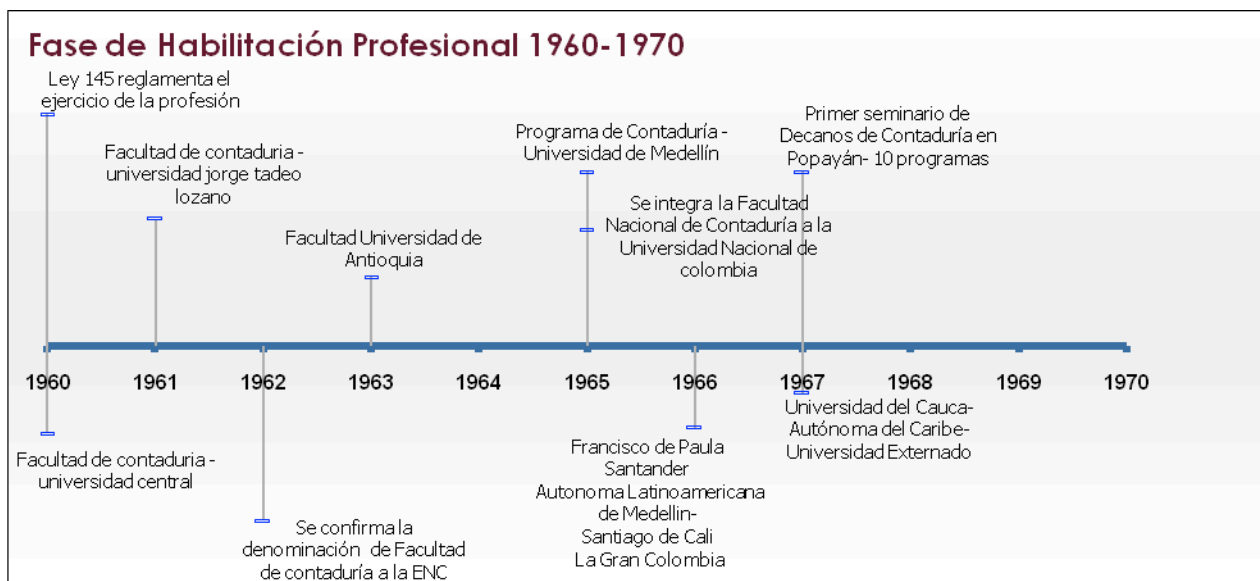 Fase de Habilitación Profesional 1960-1970
Ley 145 reglamenta el
ejercicio de la profesión
Facultad de contaduria -
universidad jorge tadeo
lozano
Facultad Universidad de
Antioquia
Programa de Contaduría -
Universidad de Medellín
Se integra la Facultad
Nacional de Contaduría a la
Universidad Nacional de
colombia
Primer seminario de
Decanos de Contaduría en
Popayán- 10 programas
1960 1961 1962 1963 1964 1965 1966 1967 1968 1969 1970
Facultad de contaduria -
universidad central
Se confirma la
denominación de Facultad
de contaduría a la ENC
Francisco de Paula
Santander
Autonoma Latinoamericana
de Medellin-
Santiago de Cali
La Gran Colombia
Universidad del Cauca-
Autónoma del Caribe-
Universidad Externado